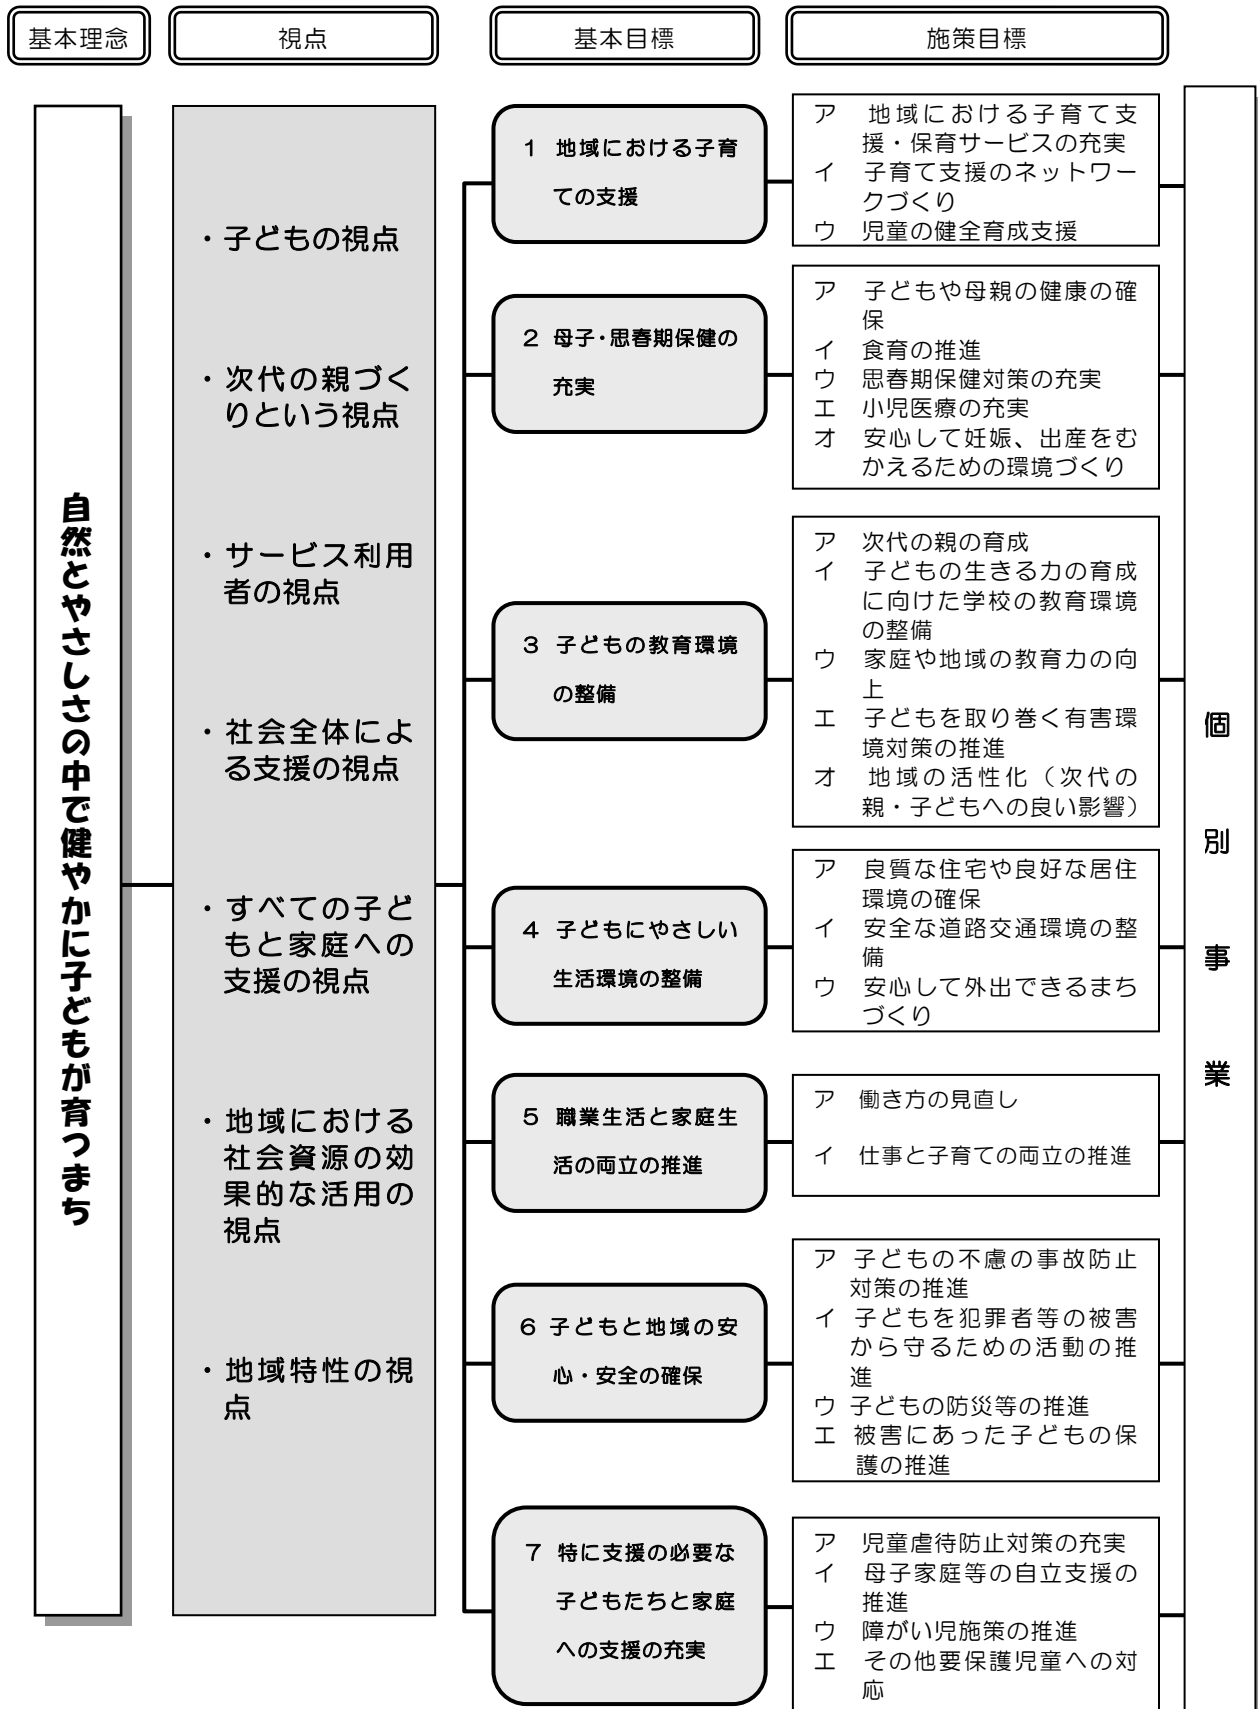 基本理念
視点
基本目標
施策目標
自然とやさしさの中で健やかに子どもが育つまち
・子どもの視点
・次代の親づく
りという視点
・サービス利用
者の視点
・社会全体によ
る支援の視点
・すべての子ど
もと家庭への
支援の視点
・地域における
社会資源の効
果的な活用の
視点
・地域特性の視
点
1 地域における子育
ての支援
ア 地域における子育て支
援・保育サービスの充実
イ 子育て支援のネットワー
クづくり
ウ 児童の健全育成支援
2 母子・思春期保健の
充実
ア 子どもや母親の健康の確
保
イ 食育の推進
ウ 思春期保健対策の充実
エ 小児医療の充実
オ 安心して妊娠、出産をむ
かえるための環境づくり
3 子どもの教育環境
の整備
ア 次代の親の育成
イ 子どもの生きる力の育成
に向けた学校の教育環境
の整備
ウ 家庭や地域の教育力の向
上
エ 子どもを取り巻く有害環
境対策の推進
オ 地域の活性化（次代の
親・子どもへの良い影響）
4 子どもにやさしい
生活環境の整備
ア 良質な住宅や良好な居住
環境の確保
イ 安全な道路交通環境の整
備
ウ 安心して外出できるまち
づくり
5 職業生活と家庭生
活の両立の推進
ア 働き方の見直し
イ 仕事と子育ての両立の推進
6 子どもと地域の安
心・安全の確保
ア 子どもの不慮の事故防止
対策の推進
イ 子どもを犯罪者等の被害
から守るための活動の推
進
ウ 子どもの防災等の推進
エ 被害にあった子どもの保
護の推進
7 特に支援の必要な
子どもたちと家庭
への支援の充実
ア 児童虐待防止対策の充実
イ 母子家庭等の自立支援の
推進
ウ 障がい児施策の推進
エ その他要保護児童への対
応
個別事業